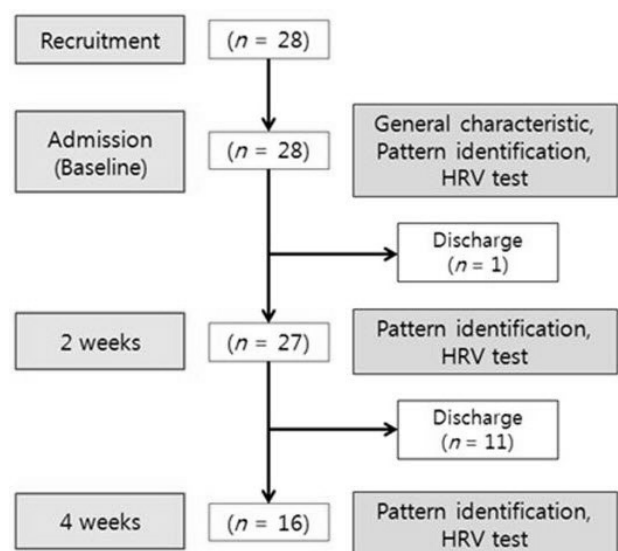 Recruitment
(n = 28)
Admission
(Baseline)
(n = 28)
General characteristic,
Pattern identification,
HRV test
Discharge
(n = 1)
2 weeks
(n = 27)
Pattern identification,
HRV test
Discharge
(n = 11)
4 weeks
(n = 16)
Pattern identification,
HRV test